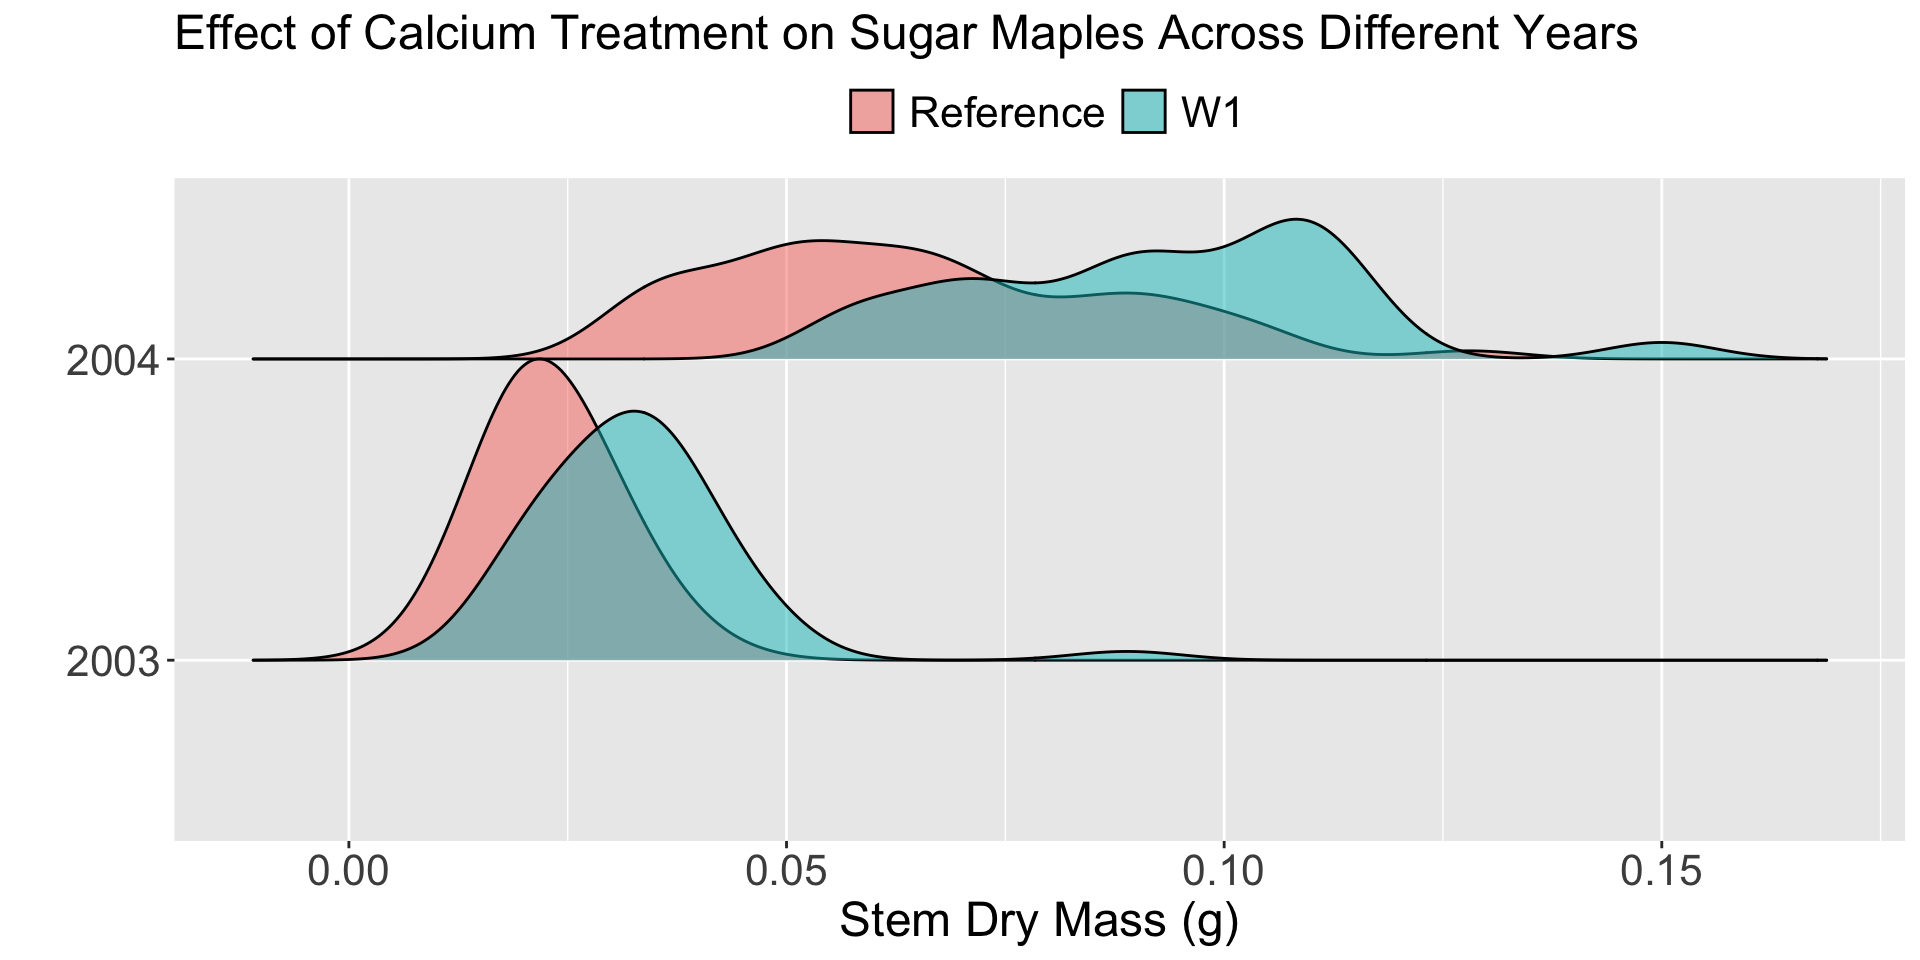 Effect of Calcium Treatment on Sugar Maples Across Different Years
Reference W1
2004
2003
0.00 0.05 0.10 0.15
Stem Dry Mass (g)